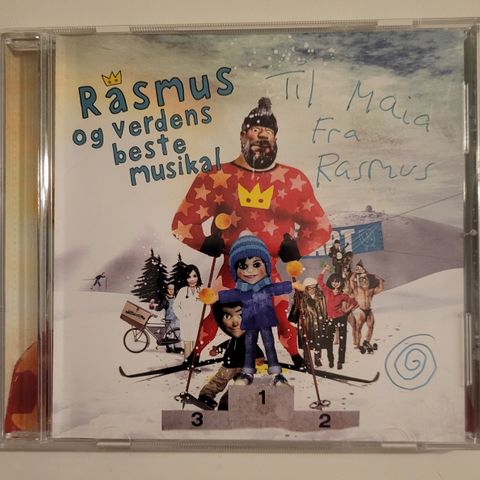 Rasmus
og verdens
beste
musikal
Til Maia
Fra
Rasmus
1
3
2